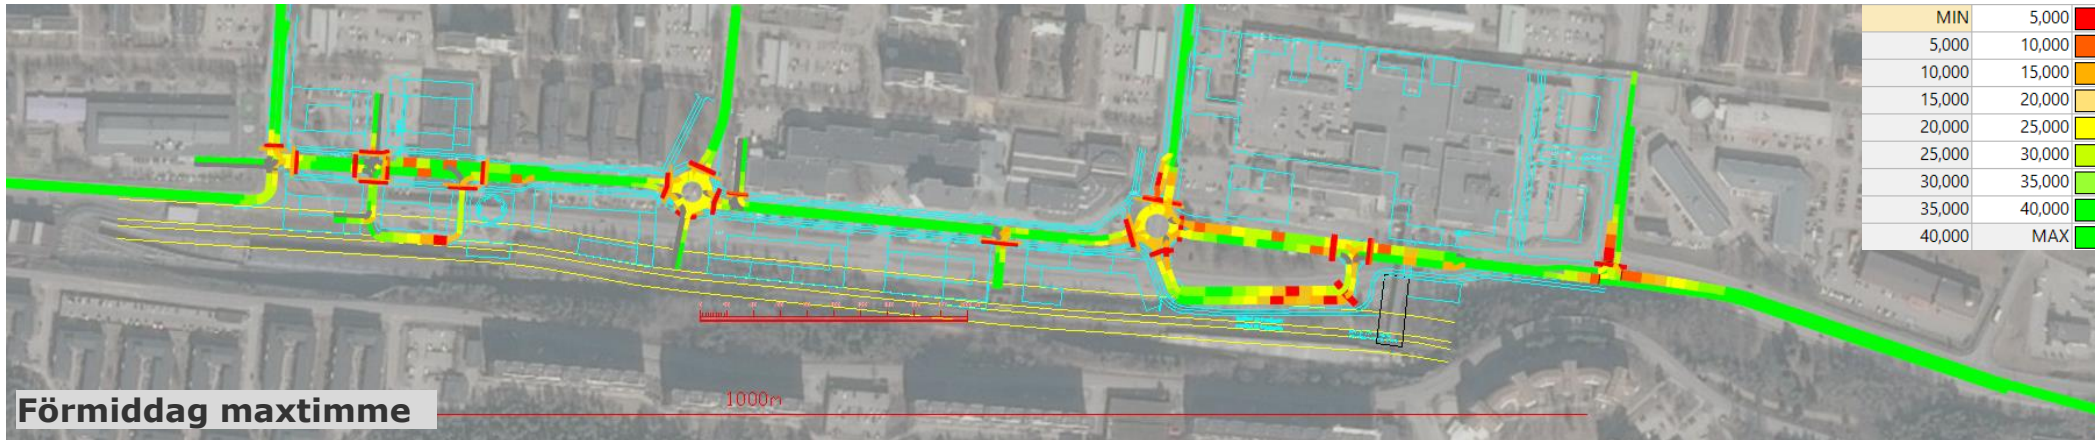 MIN 5,000
5,000 10,000
10,000 15,000
15,000 20,000
20,000 25,000
25,000 30,000
30,000 35,000
35,000 40,000
40,000 MAX
1000m
Förmiddag maxtimme